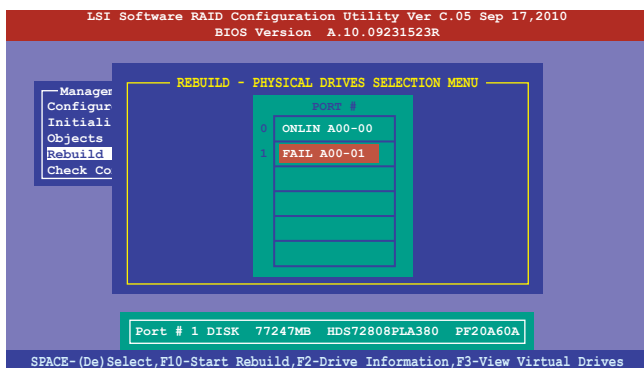 LSI Software RAID Configuration Utility Ver C.05 Sep 17,2010
BIOS Version A.10.09231523R
REBUILD - PHYSICAL DRIVES SELECTION MENU
Managem
Configur
Initiali
Objects
Rebuild
Check Co
PORT #
0 ONLIN A00-00
1 FAIL A00-01
Port # 1 DISK 77247MB HDS72808PLA380 PF20A60A
SPACE-(De)Select,F10-Start Rebuild,F2-Drive Information,F3-View Virtual Drives